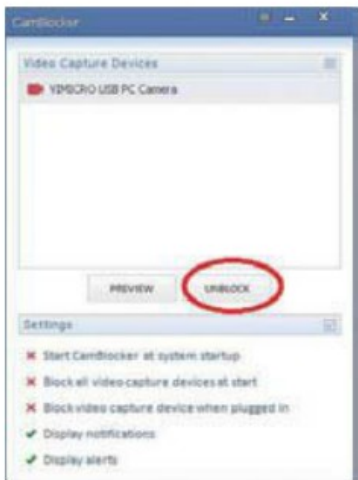 CamBlocker
Video Capture Devices
VIMICRO USB PC Camera
PREVIEW
UNBLOCK
Settings
Start CamBlocker at system startup
Block all video capture devices at start
Block video capture device when plugged in
Display notifications
Display alerts